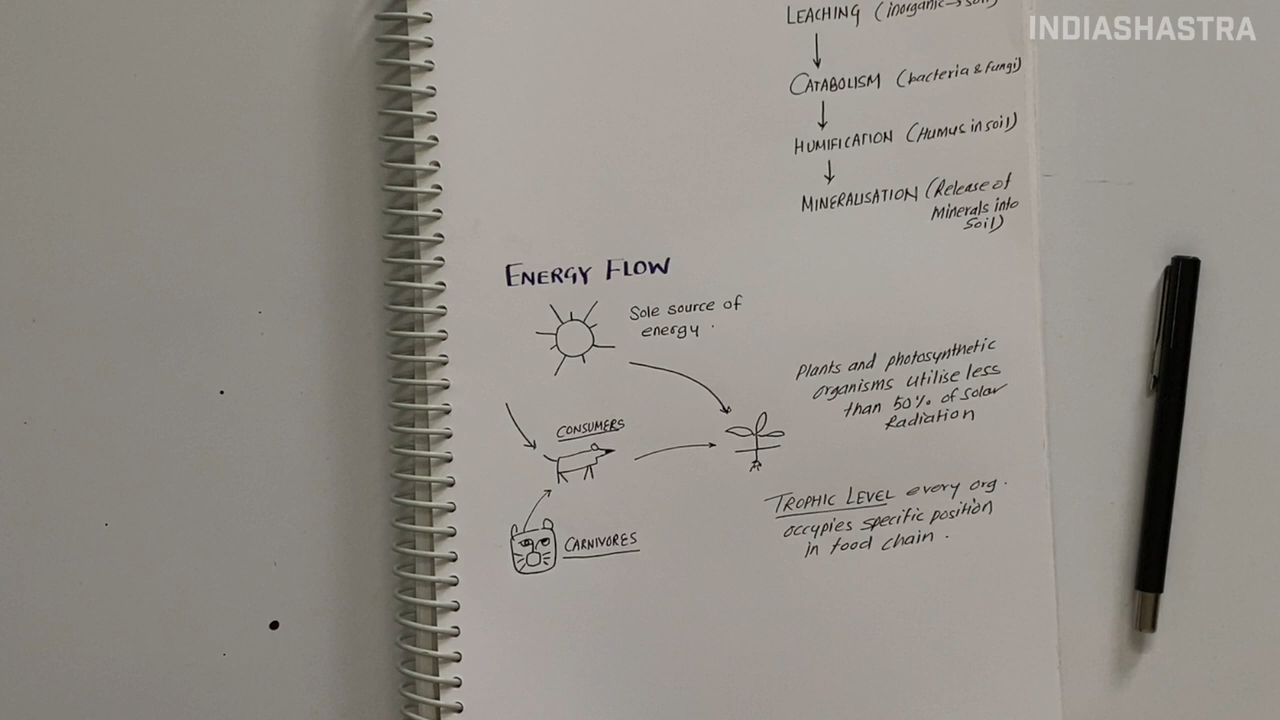 LEACHING (inorganic → soil)
INDIASHASTRA
CATABOLISM (bacteria & fungi)
HUMIFICATION (Humus in soil)
MINERALISATION (Release of
Minerals into
Soil)
ENERGY FLOW
Sole source of
energy.
Plants and photosynthetic
organisms utilise less
than 50% of solar
Radiation
CONSUMERS
TROPHIC LEVEL every org.
occupies specific position
in food chain.
CARNIVORES